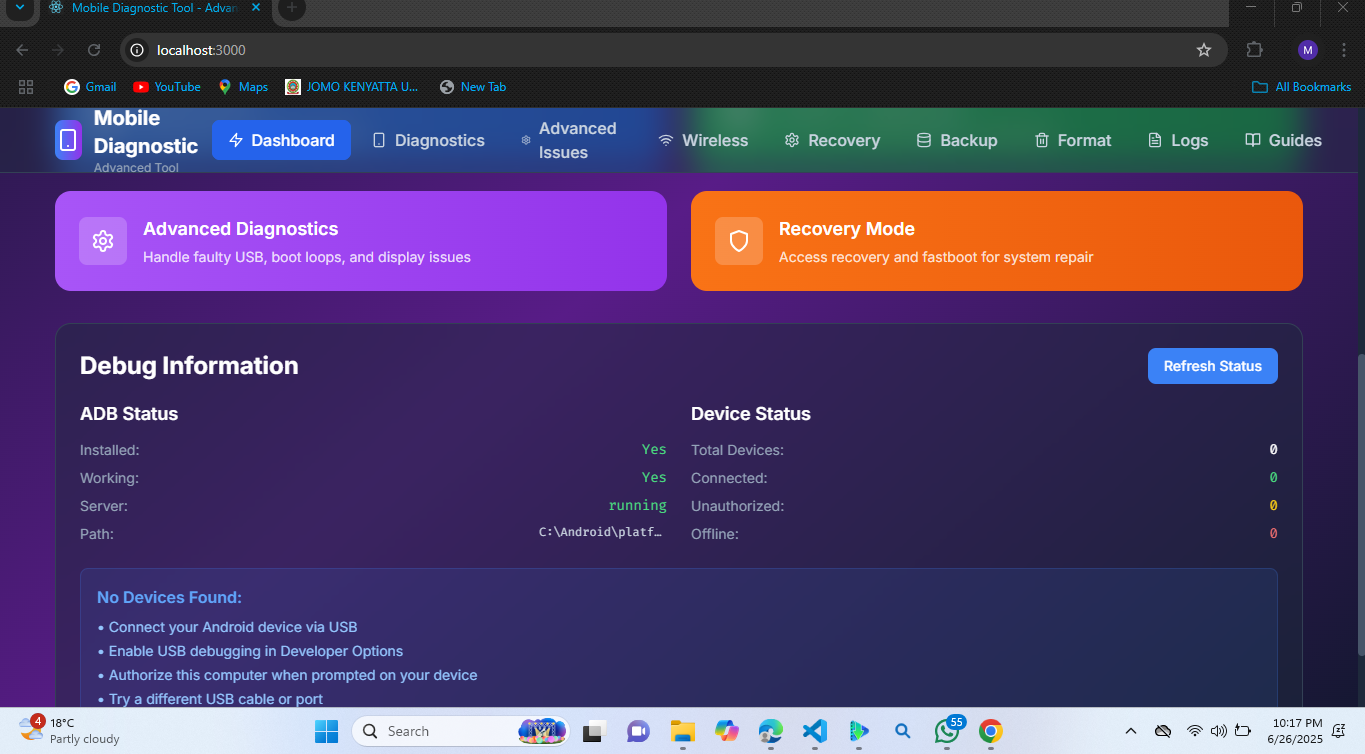 Mobile Diagnostic Tool - Advan
localhost:3000
M
Gmail
YouTube
Maps
JOMO KENYATTA U...
New Tab
All Bookmarks
Mobile
Diagnostic
Advanced Tool
Dashboard
Diagnostics
Advanced
Issues
Wireless
Recovery
Backup
Format
Logs
Guides
Advanced Diagnostics
Handle faulty USB, boot loops, and display issues
Recovery Mode
Access recovery and fastboot for system repair
Debug Information
Refresh Status
ADB Status
Installed: Yes
Working: Yes
Server: running
Path: C:\Android\platf…
Device Status
Total Devices: 0
Connected: 0
Unauthorized: 0
Offline: 0
No Devices Found:
• Connect your Android device via USB
• Enable USB debugging in Developer Options
• Authorize this computer when prompted on your device
• Try a different USB cable or port
4
18°C
Partly cloudy
Search
55
10:17 PM
6/26/2025